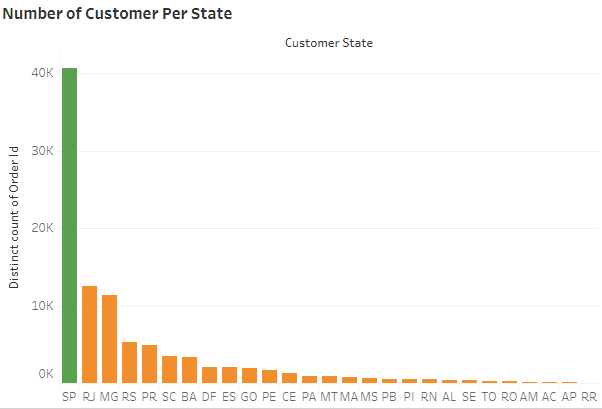 Number of Customer Per State
Customer State
Distinct count of Order Id
40K
30K
20K
10K
0K
SP RJ MG RS PR SC BA DF ES GO PE CE PA MT MA MS PB PI RN AL SE TO RO AM AC AP RR